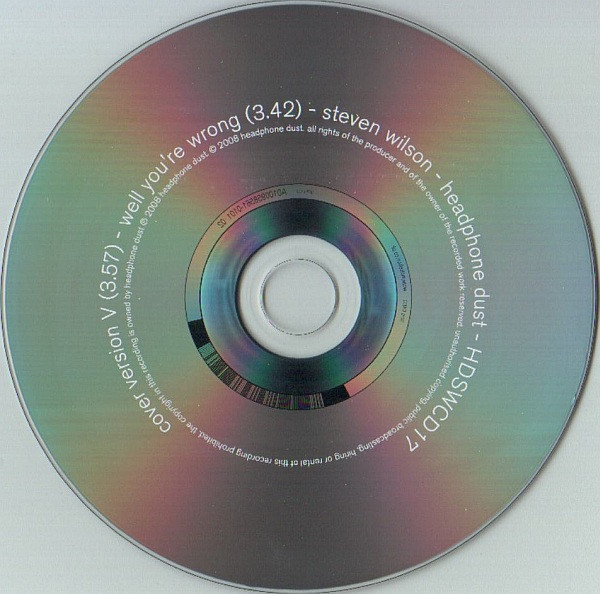 cover version V (3.57) - well you're wrong (3.42) - steven wilson - headphone dust - HDSWCD17
the copyright in this recording is owned by headphone dust ℗ 2008 headphone dust. © 2008 headphone dust. all rights of the producer and of the owner of the recorded work reserved. unauthorised copying public broadcasting, hiring or rental of this recording prohibited.